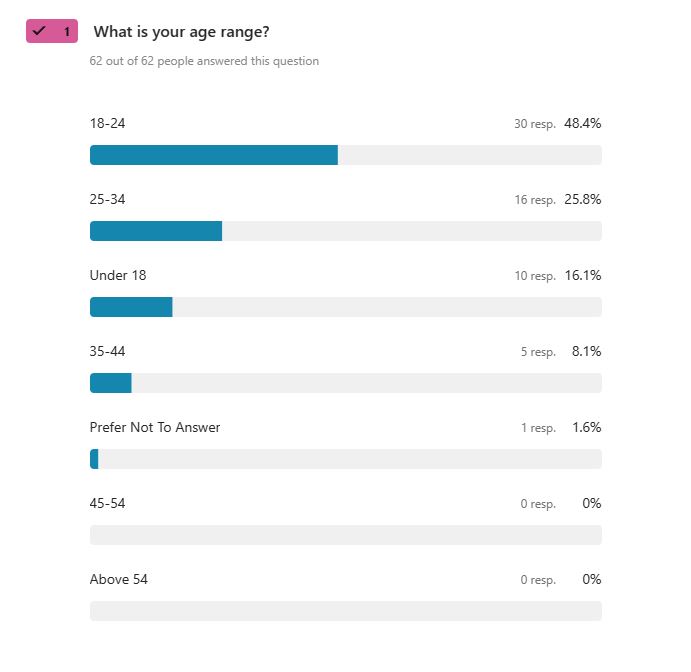 1 What is your age range?
62 out of 62 people answered this question
18-24 30 resp. 48.4%
25-34 16 resp. 25.8%
Under 18 10 resp. 16.1%
35-44 5 resp. 8.1%
Prefer Not To Answer 1 resp. 1.6%
45-54 0 resp. 0%
Above 54 0 resp. 0%